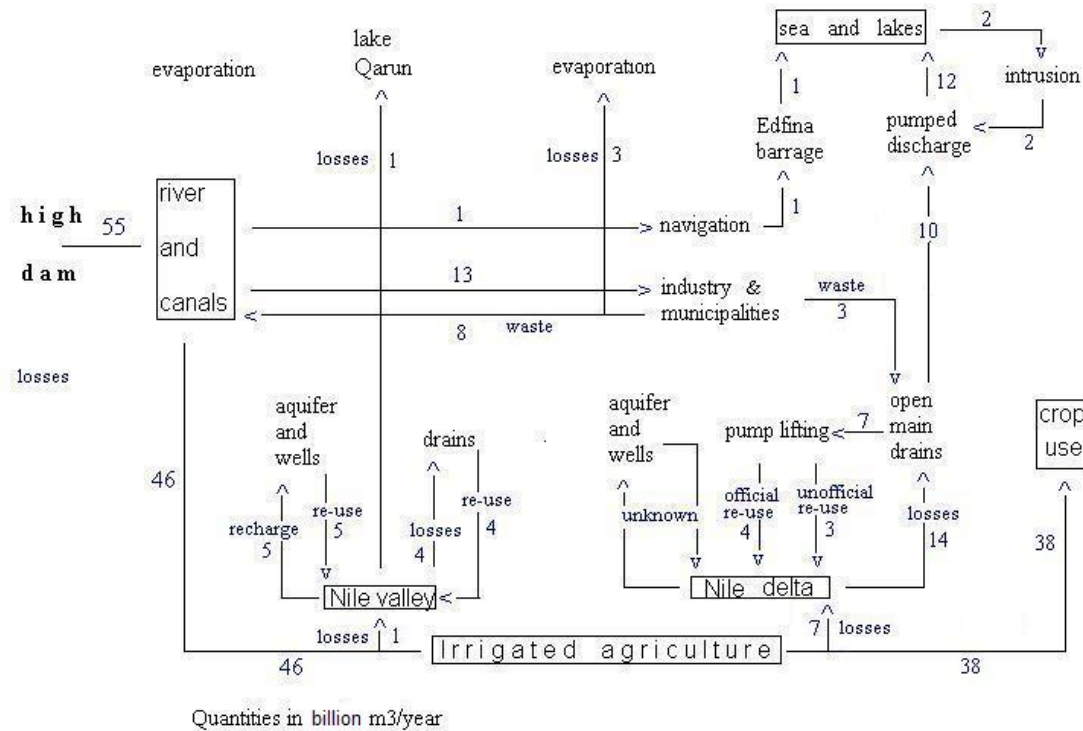 sea and lakes
2
lake
Qarun
evaporation
evaporation
intrusion
1
12
Edfina
barrage
pumped
discharge
2
losses
1
losses
3
river
and
canals
high
dam
55
1
navigation
1
10
13
industry &
municipalities
waste
3
8
waste
losses
aquifer
and
wells
drains
aquifer
and
wells
pump lifting
7
open
main
drains
crop
use
46
recharge
5
re-use
5
losses
4
re-use
4
unknown
official
re-use
4
unofficial
re-use
3
losses
14
38
Nile valley
Nile delta
losses
1
7
losses
Irrigated agriculture
46
38
Quantities in billion m3/year